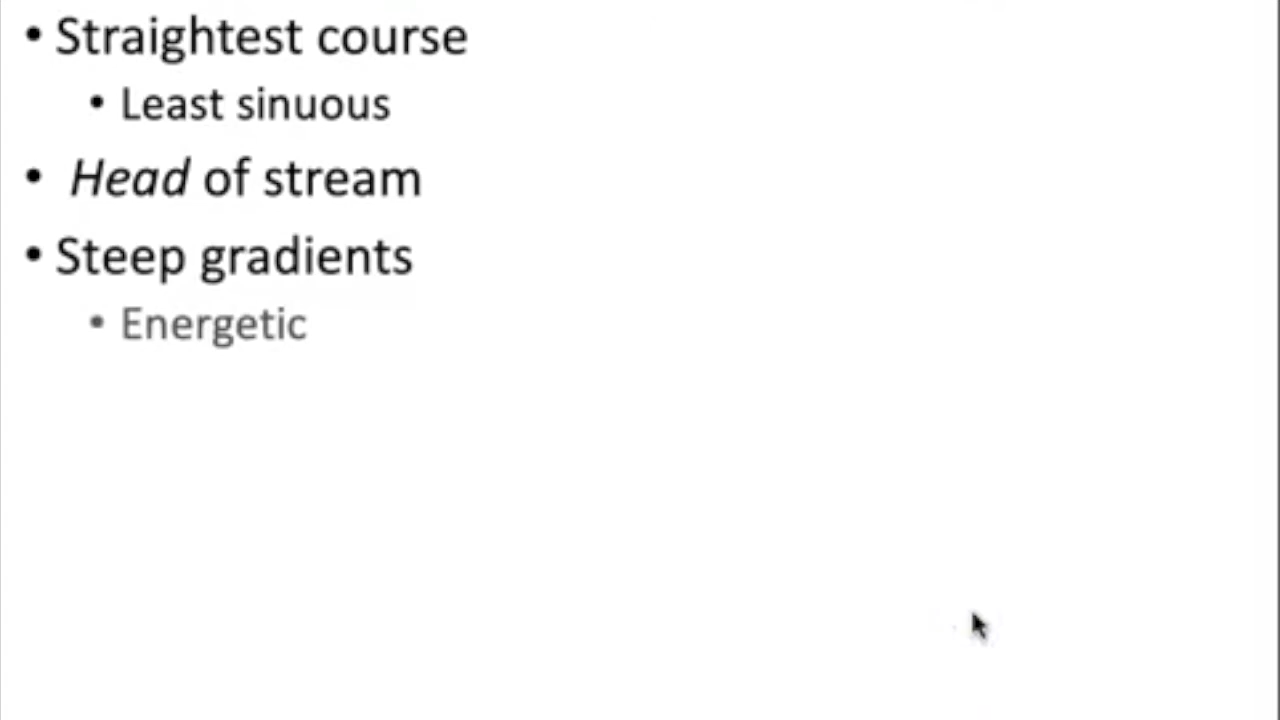 • Straightest course
• Least sinuous
• Head of stream
• Steep gradients
• Energetic